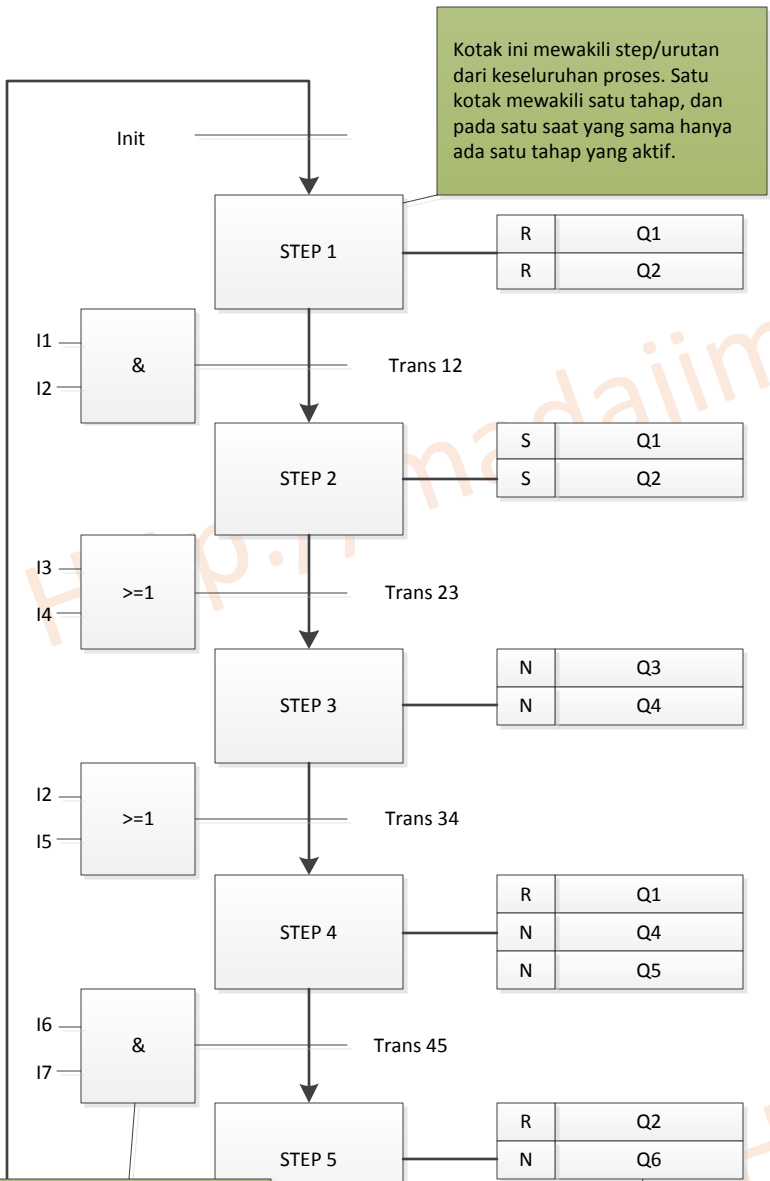 Kotak ini mewakili step/urutan
dari keseluruhan proses. Satu
kotak mewakili satu tahap, dan
pada satu saat yang sama hanya
ada satu tahap yang aktif.
Init
STEP 1
R Q1
R Q2
I1
I2
&
Trans 12
STEP 2
S Q1
S Q2
I3
I4
>=1
Trans 23
STEP 3
N Q3
N Q4
I2
I5
>=1
Trans 34
STEP 4
R Q1
N Q4
N Q5
I6
I7
&
Trans 45
STEP 5
R Q2
N Q6